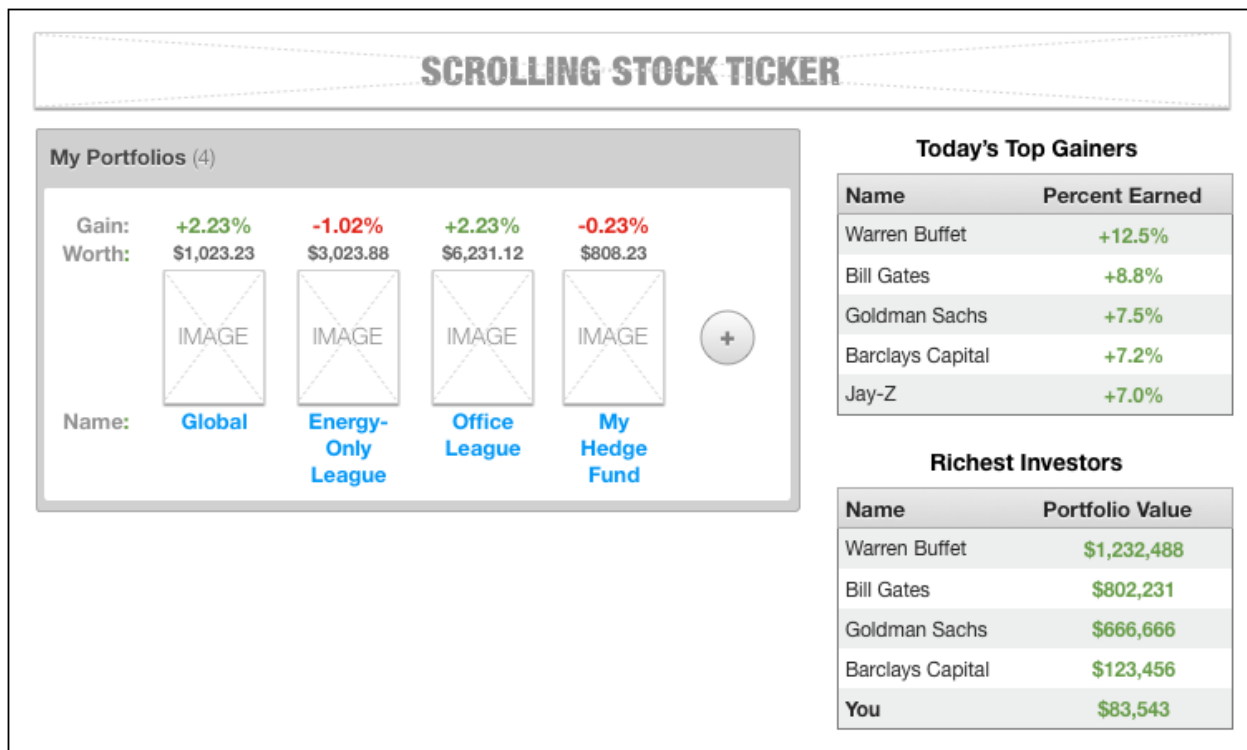 SCROLLING STOCK TICKER
My Portfolios (4)
Gain: +2.23% -1.02% +2.23% -0.23%
Worth: $1,023.23 $3,023.88 $6,231.12 $808.23
IMAGE IMAGE IMAGE IMAGE +
Name: Global Energy- Office My
Only League Hedge
League Fund
Today's Top Gainers
Name Percent Earned
Warren Buffet +12.5%
Bill Gates +8.8%
Goldman Sachs +7.5%
Barclays Capital +7.2%
Jay-Z +7.0%
Richest Investors
Name Portfolio Value
Warren Buffet $1,232,488
Bill Gates $802,231
Goldman Sachs $666,666
Barclays Capital $123,456
You $83,543